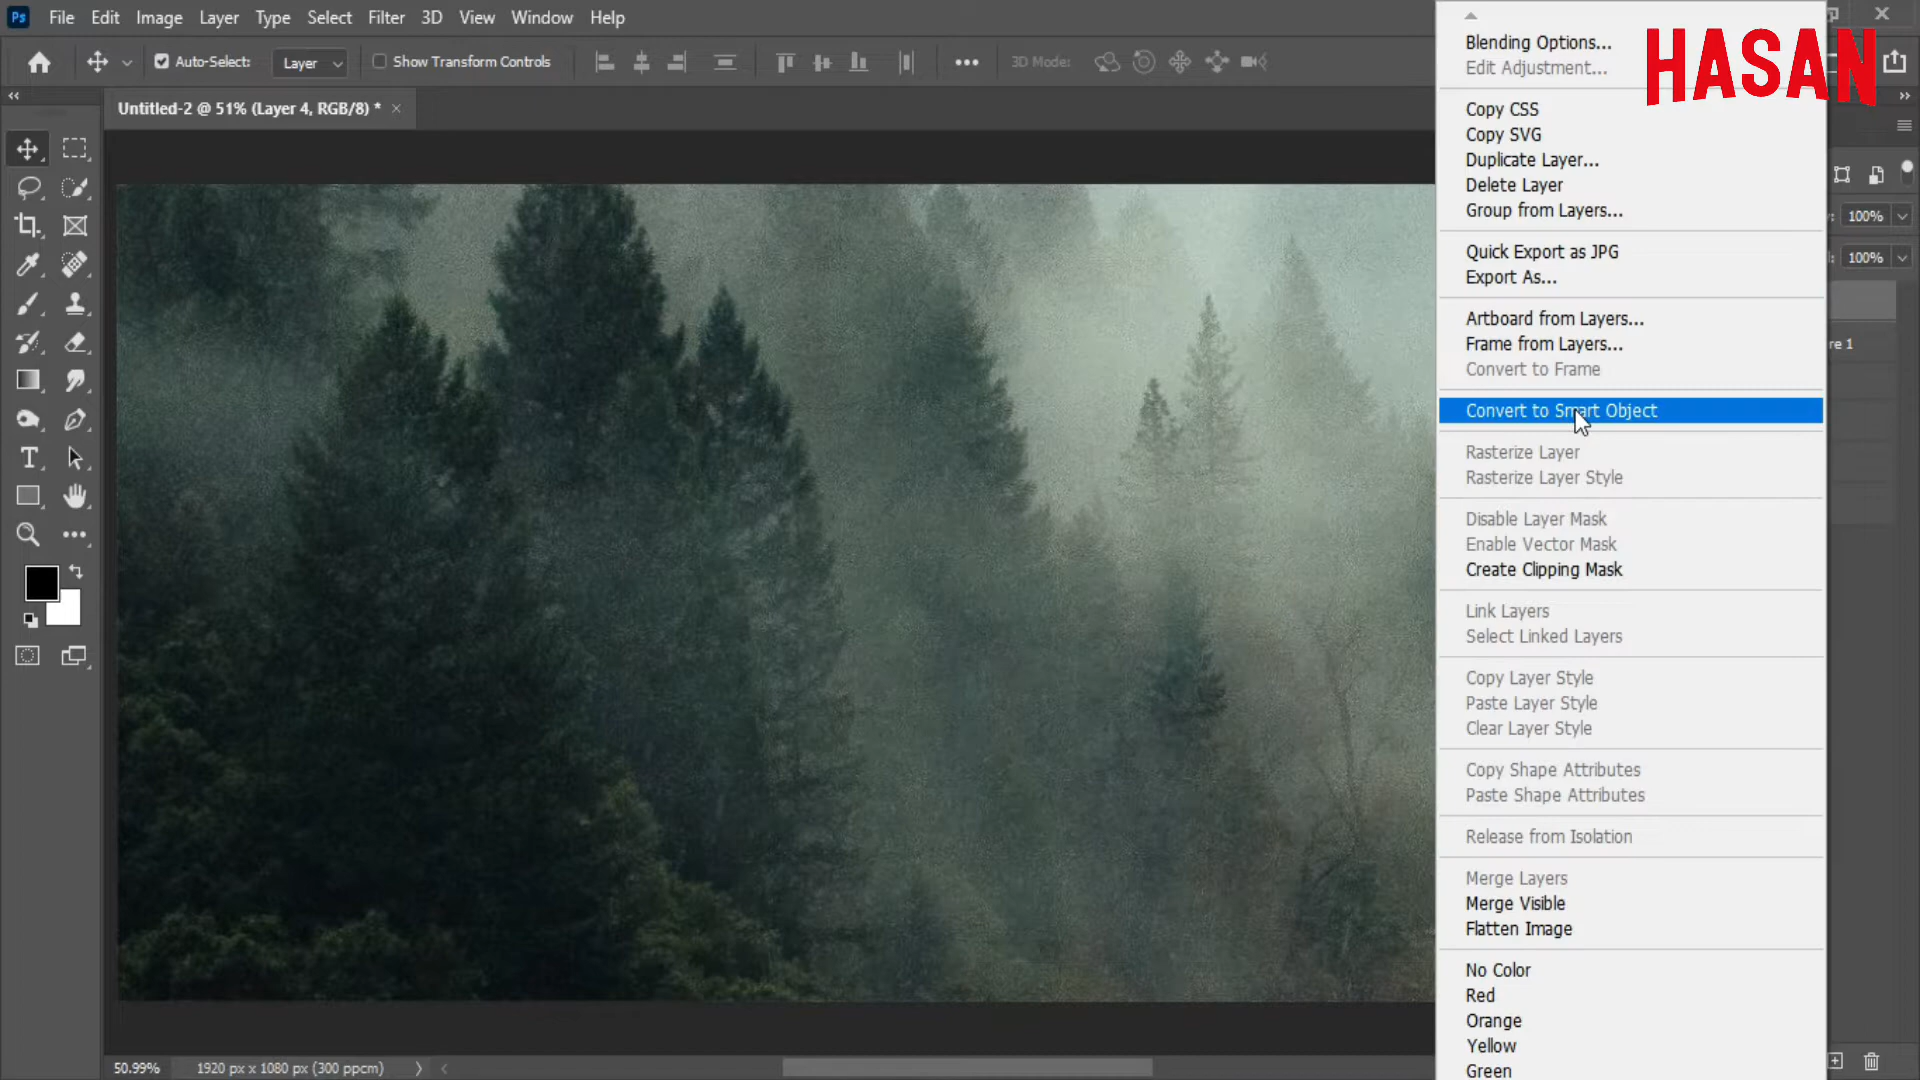 Ps File Edit Image Layer Type Select Filter 3D View Window Help
Auto-Select: Layer Show Transform Controls 3D Mode:
Untitled-2 @ 51% (Layer 4, RGB/8) *
HASAN
Blending Options...
Edit Adjustment...
Copy CSS
Copy SVG
Duplicate Layer...
Delete Layer
Group from Layers...
Quick Export as JPG
Export As...
Artboard from Layers...
Frame from Layers...
Convert to Frame
Convert to Smart Object
Rasterize Layer
Rasterize Layer Style
Disable Layer Mask
Enable Vector Mask
Create Clipping Mask
Link Layers
Select Linked Layers
Copy Layer Style
Paste Layer Style
Clear Layer Style
Copy Shape Attributes
Paste Shape Attributes
Release from Isolation
Merge Layers
Merge Visible
Flatten Image
No Color
Red
Orange
Yellow
Green
100%
100%
1
50.99% 1920 px x 1080 px (300 ppcm)